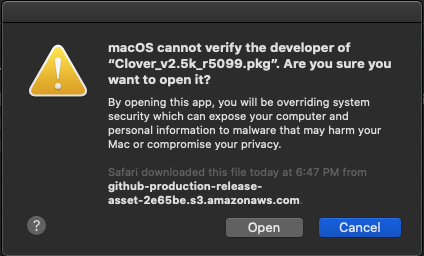 macOS cannot verify the developer of
“Clover_v2.5k_r5099.pkg”. Are you sure you
want to open it?
By opening this app, you will be overriding system
security which can expose your computer and
personal information to malware that may harm your
Mac or compromise your privacy.
Safari downloaded this file today at 6:47 PM from
github-production-release-
asset-2e65be.s3.amazonaws.com.
?
Open
Cancel